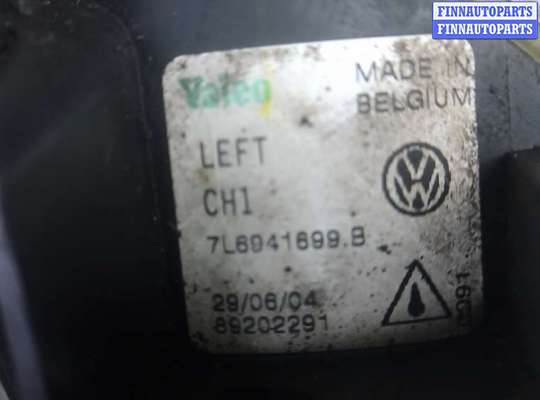 FINNAUTOPARTS
FINNAUTOPARTS
Valeo
MADE IN
BELGIUM
LEFT
CH1
7L6941699.B
29/06/04
89202291